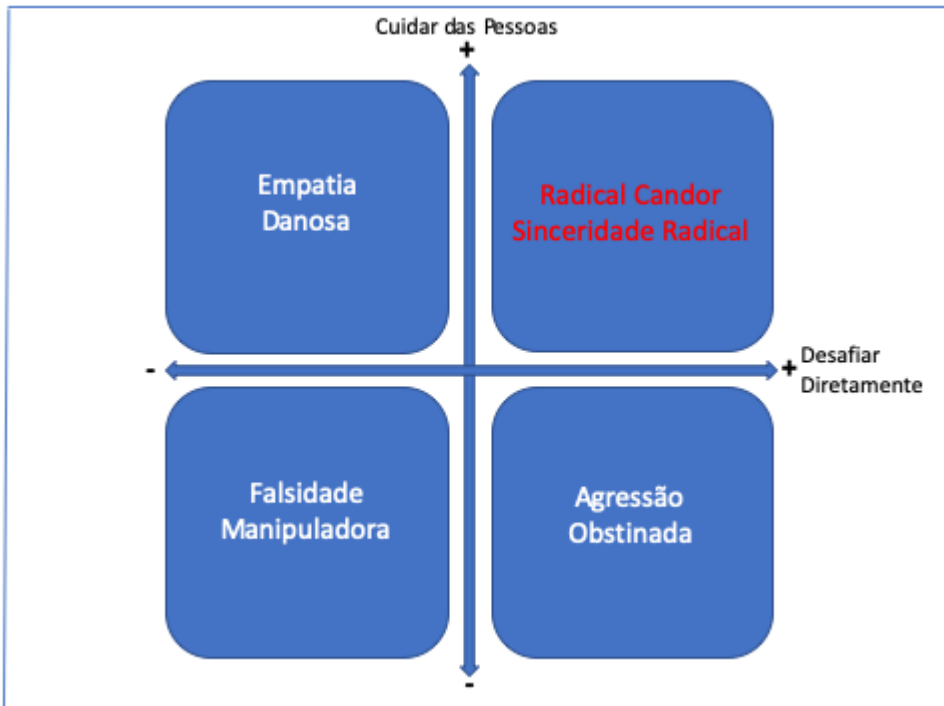 Cuidar das Pessoas
+
Empatia
Danosa
Radical Candor
Sinceridade Radical
-
+
Desafiar
Diretamente
Falsidade
Manipuladora
Agressão
Obstinada
-